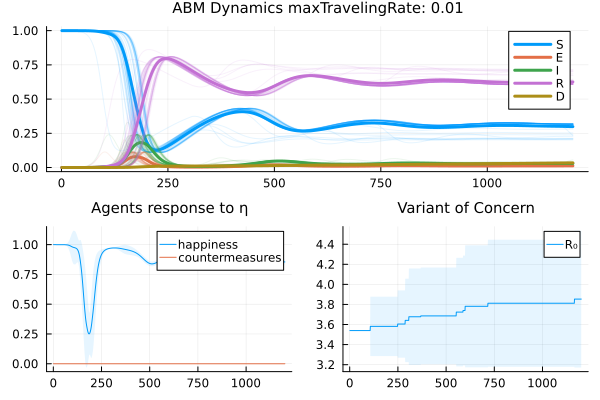 ABM Dynamics maxTravelingRate: 0.01
1.00
0.75
0.50
0.25
0.00
0 250 500 750 1000
S
E
I
R
D
Agents response to η
1.00
0.75
0.50
0.25
0.00
0 250 500 750 1000
happiness
countermeasures
Variant of Concern
4.4
4.2
4.0
3.8
3.6
3.4
3.2
0 250 500 750 1000
R₀